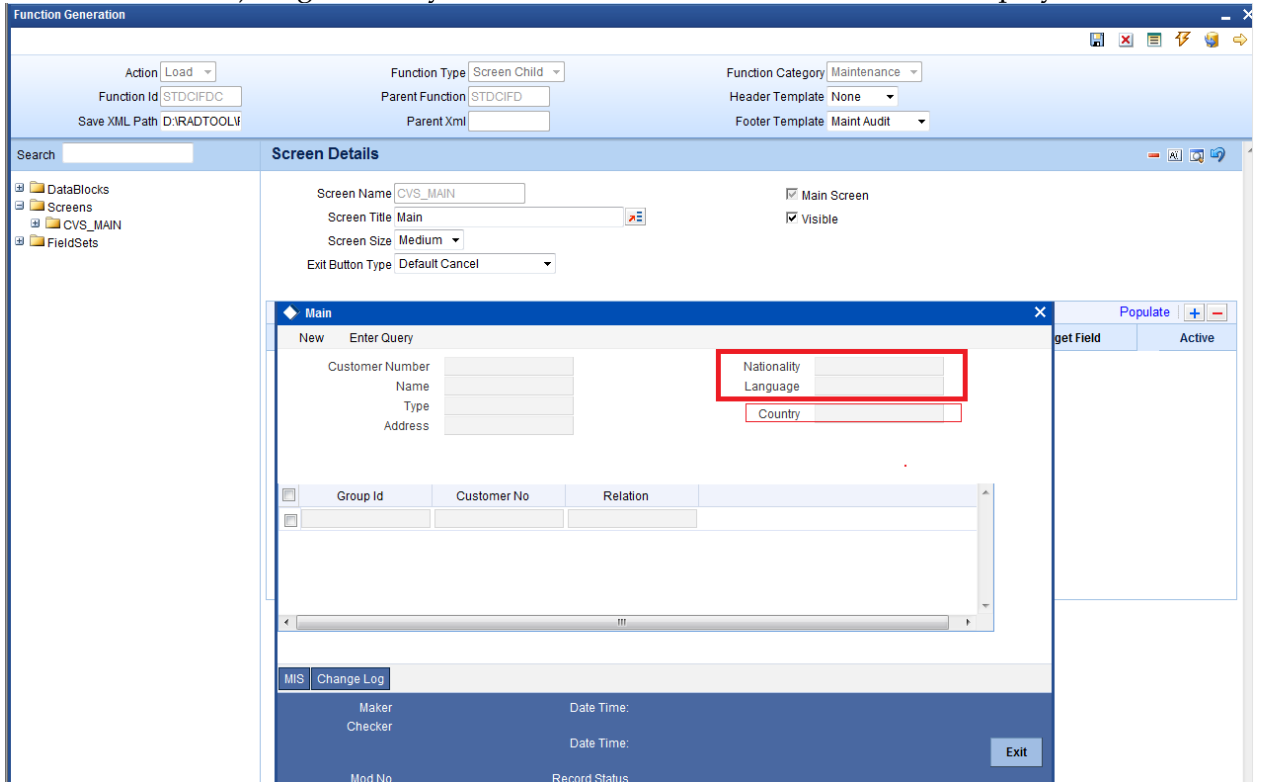 Function Generation
Action Load Function Type Screen Child Function Category Maintenance
Function Id STDCIFDC Parent Function STDCIFD Header Template None
Save XML Path D:\RADTOOL\F Parent Xml Footer Template Maint Audit
Search Screen Details
DataBlocks
Screens
CVS_MAIN
FieldSets
Screen Name CVS_MAIN Main Screen
Screen Title Main Visible
Screen Size Medium
Exit Button Type Default Cancel
Main Populate
New Enter Query get Field Active
Customer Number Nationality
Name Language
Type Country
Address
Group Id Customer No Relation
MIS Change Log
Maker Date Time:
Checker
Date Time:
Exit
Mod No Record Status